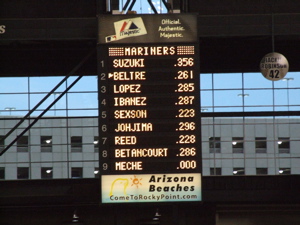 Official.
Authentic.
Majestic.
MARINERS
1 SUZUKI .356
2 BELTRE .261
3 LOPEZ .285
4 IBANEZ .287
5 SEXSON .223
6 JOHJIMA .296
7 REED .228
8 BETANCOURT .286
9 MECHE .000
Arizona
Beaches
ComeToRockyPoint.com
42